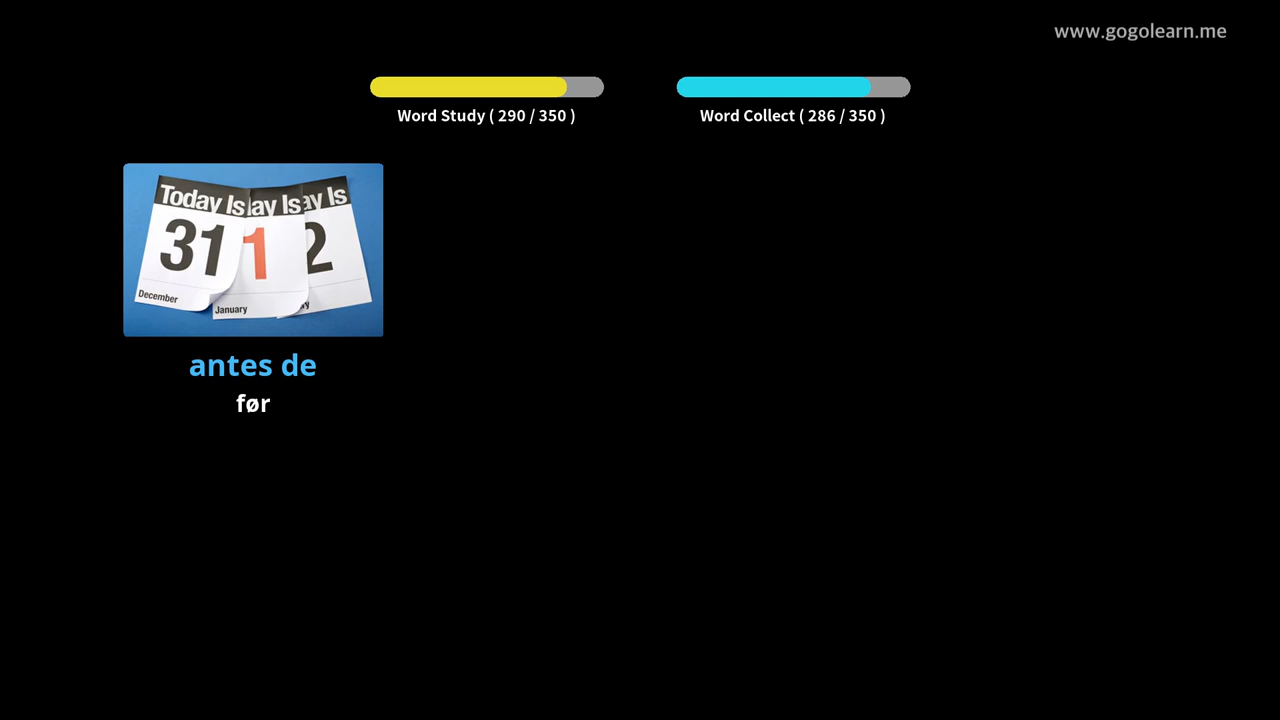 www.gogolearn.me
Word Study ( 290 / 350 )
Word Collect ( 286 / 350 )
Today Is
31
December
ay Is
1
January
ay Is
2
antes de
før